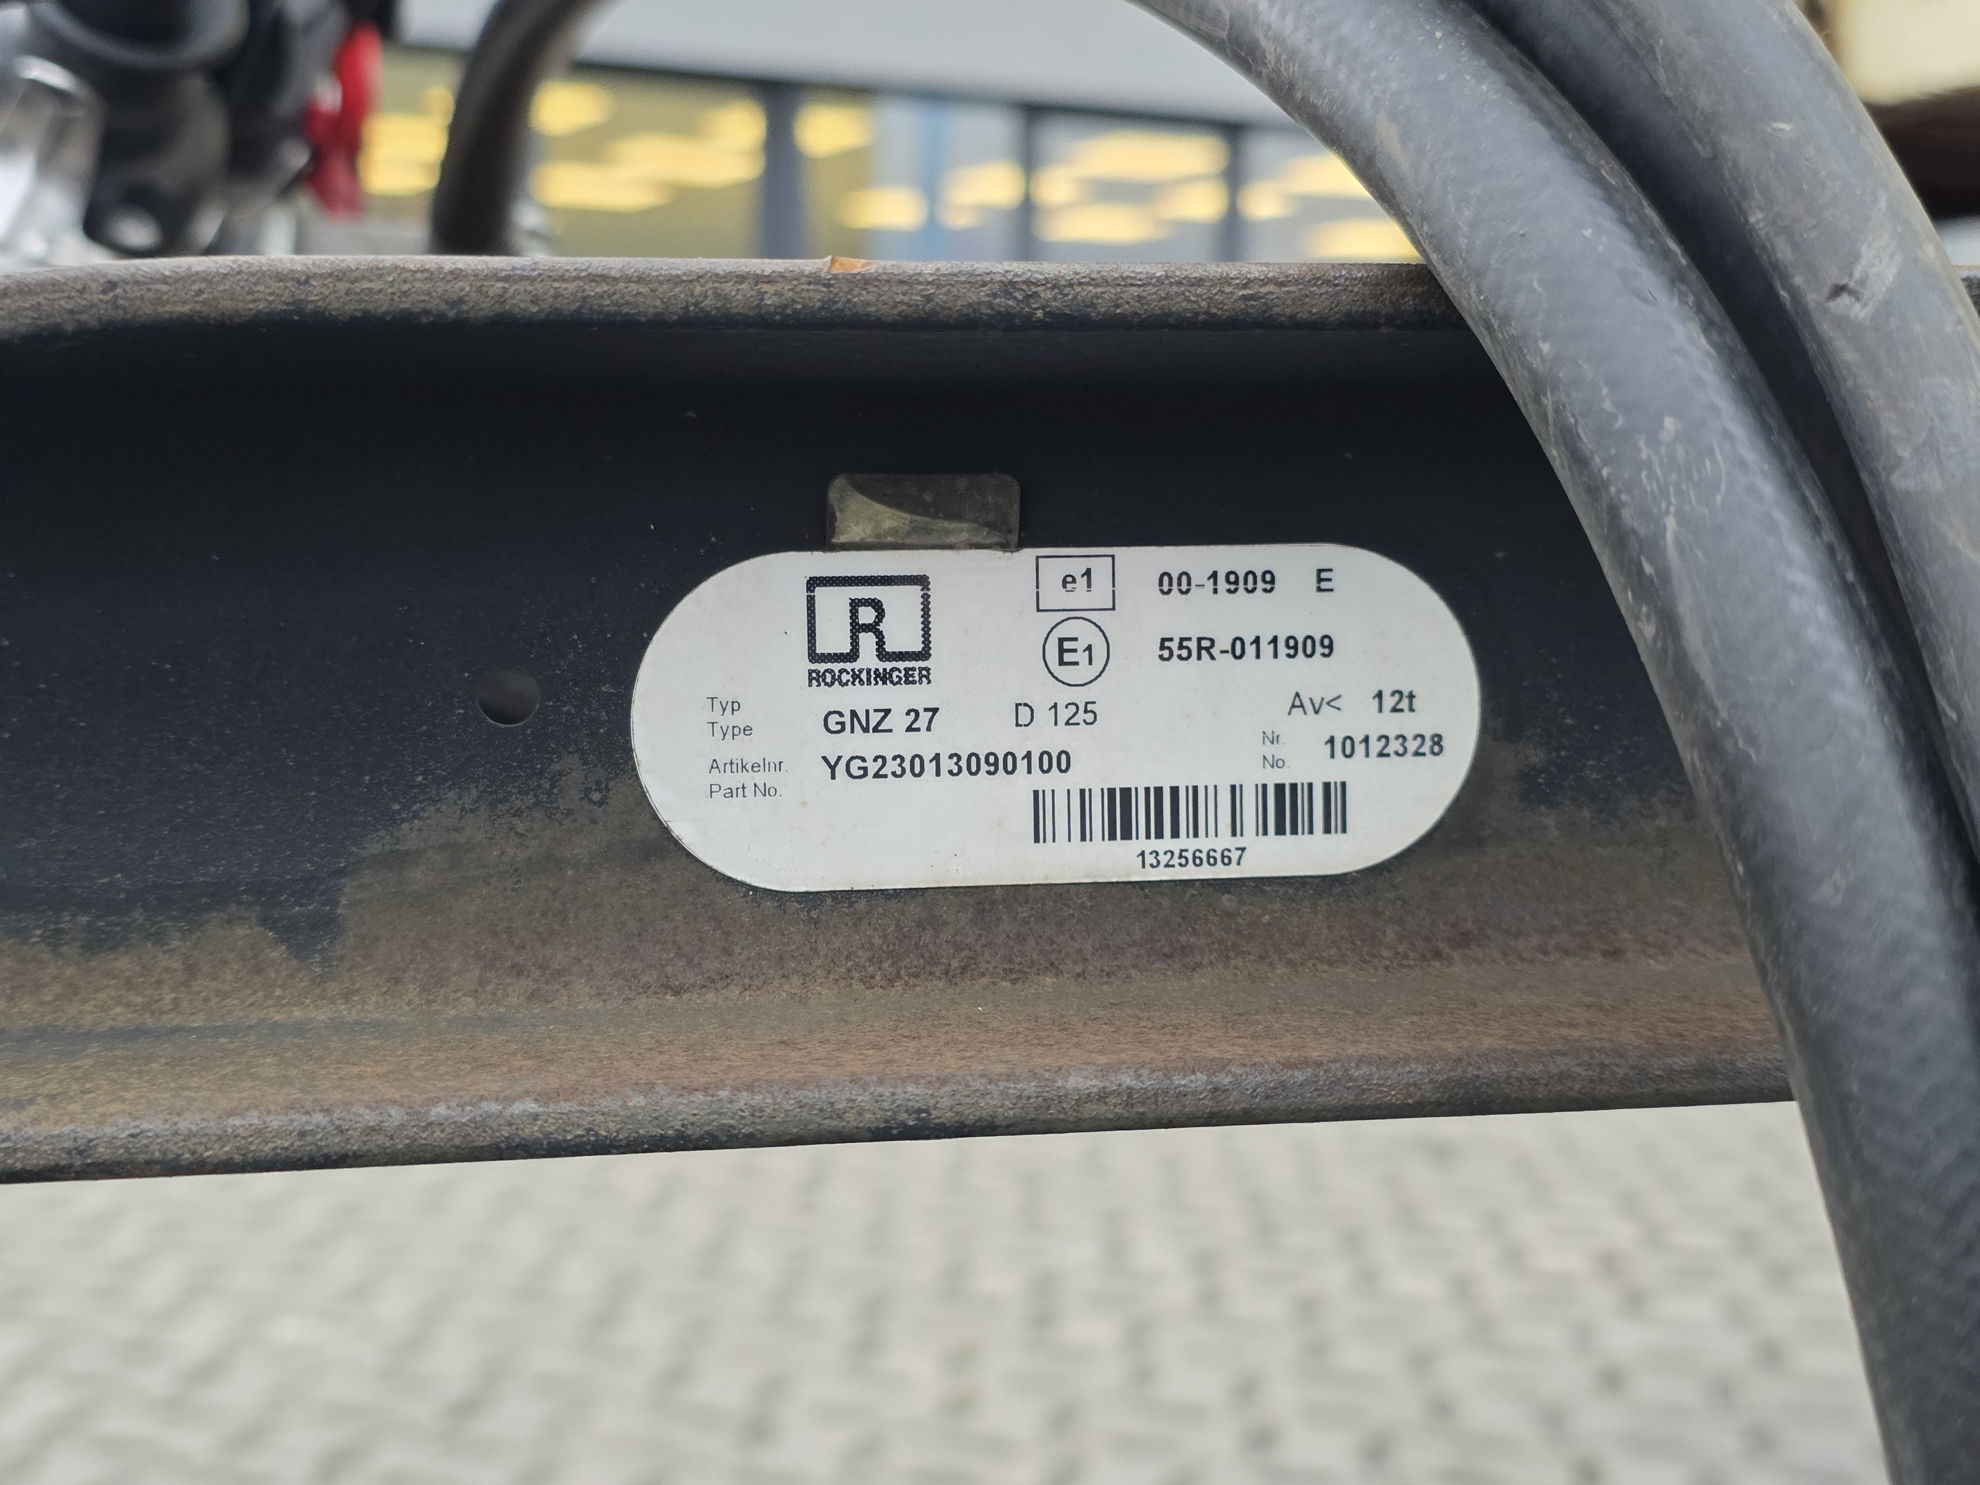 R
ROCKINGER
e1 00-1909 E
E1 55R-011909
Typ
Type
GNZ 27 D 125 Av< 12t
Artikelnr.
Part No.
YG23013090100
Nr.
No.
1012328
13256667